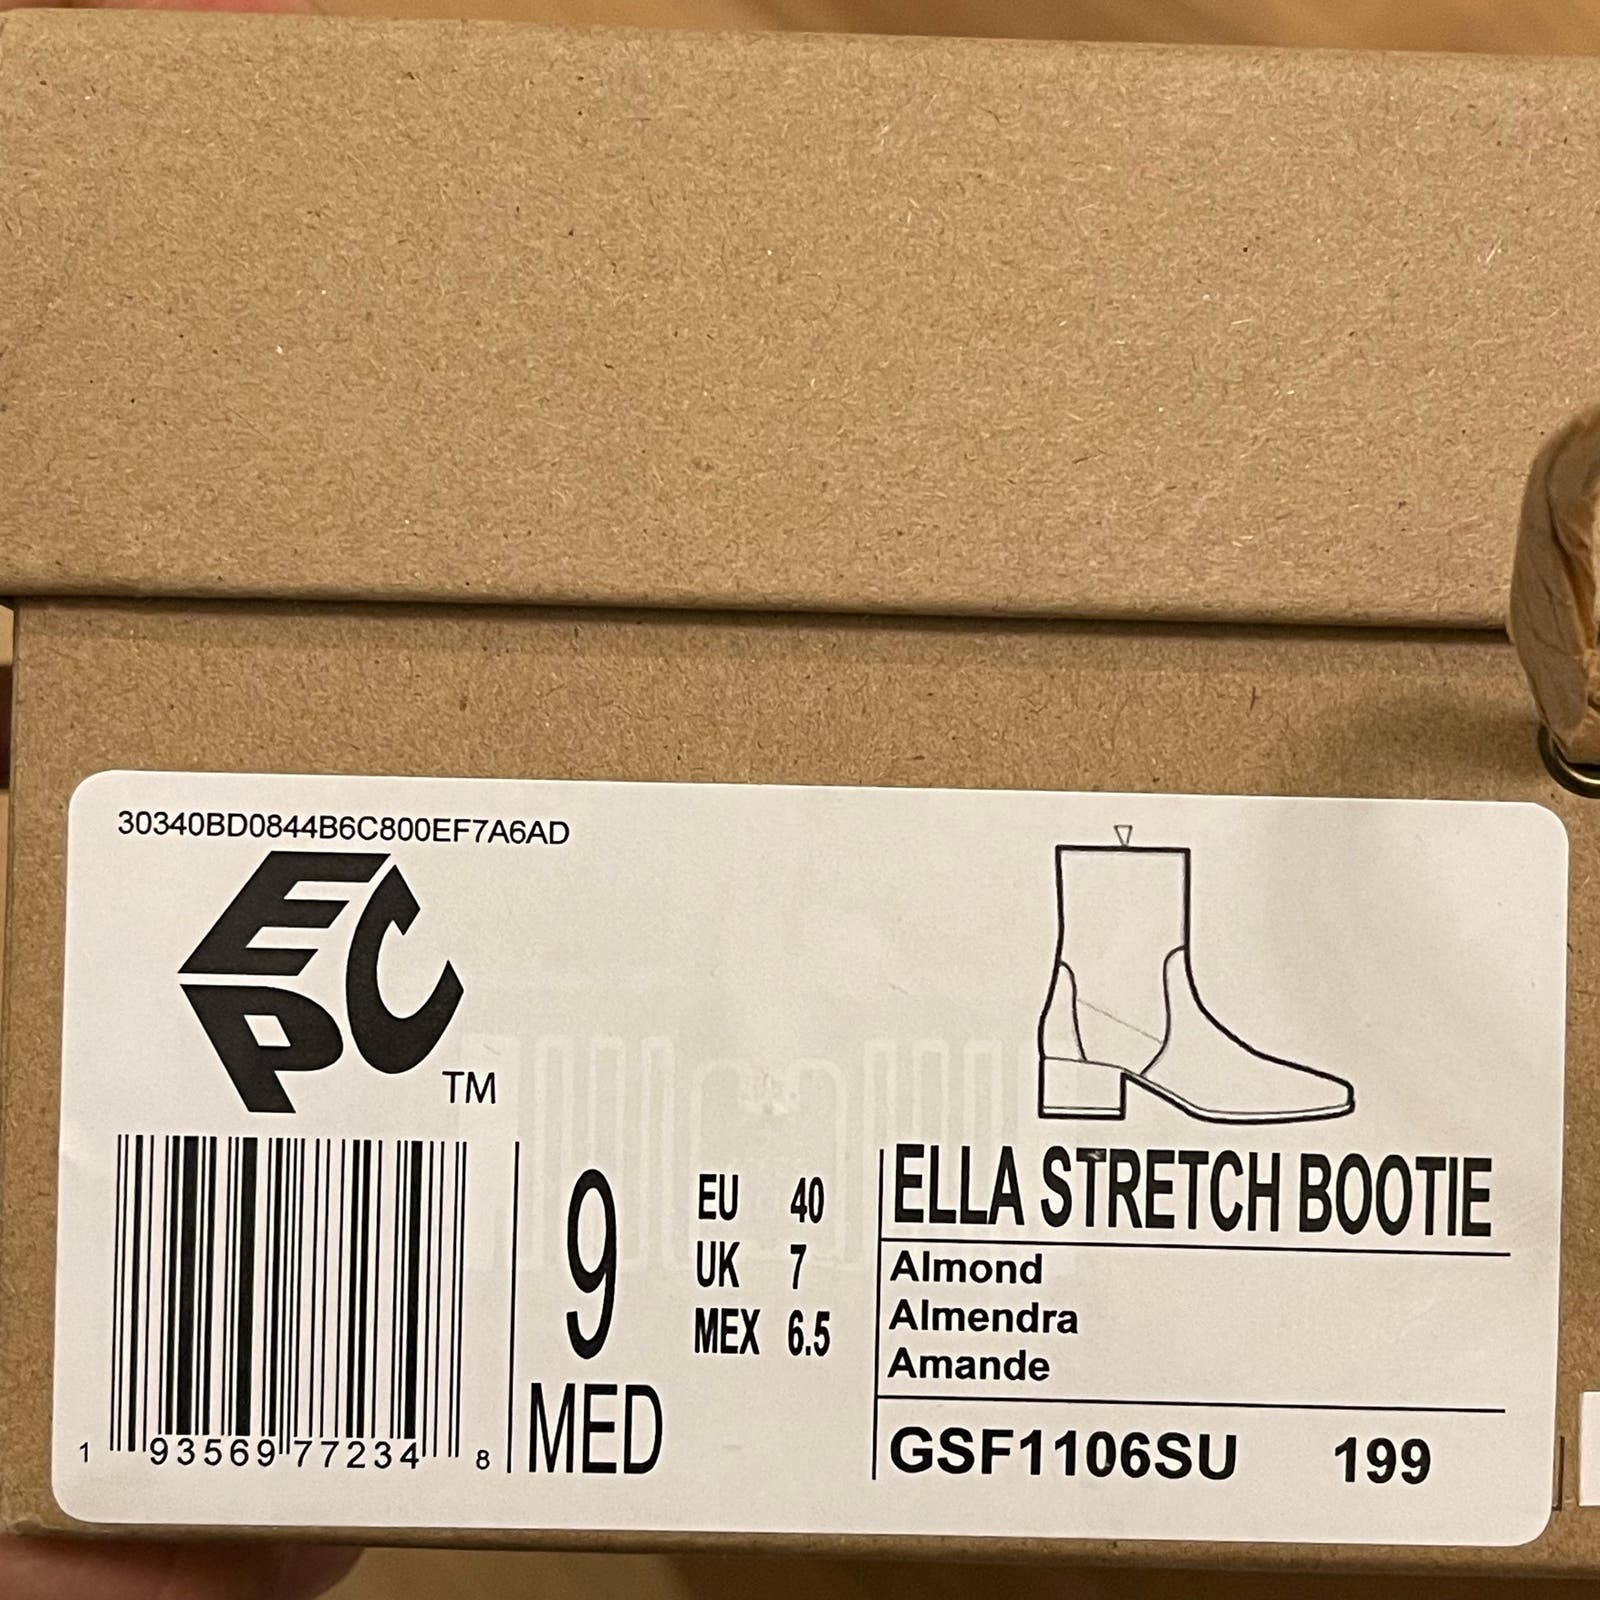 30340BD0844B6C800EF7A6AD
EPC
TM
1 93569 77234 8
9
MED
EU 40
UK 7
MEX 6.5
ELLA STRETCH BOOTIE
Almond
Almendra
Amande
GSF1106SU 199